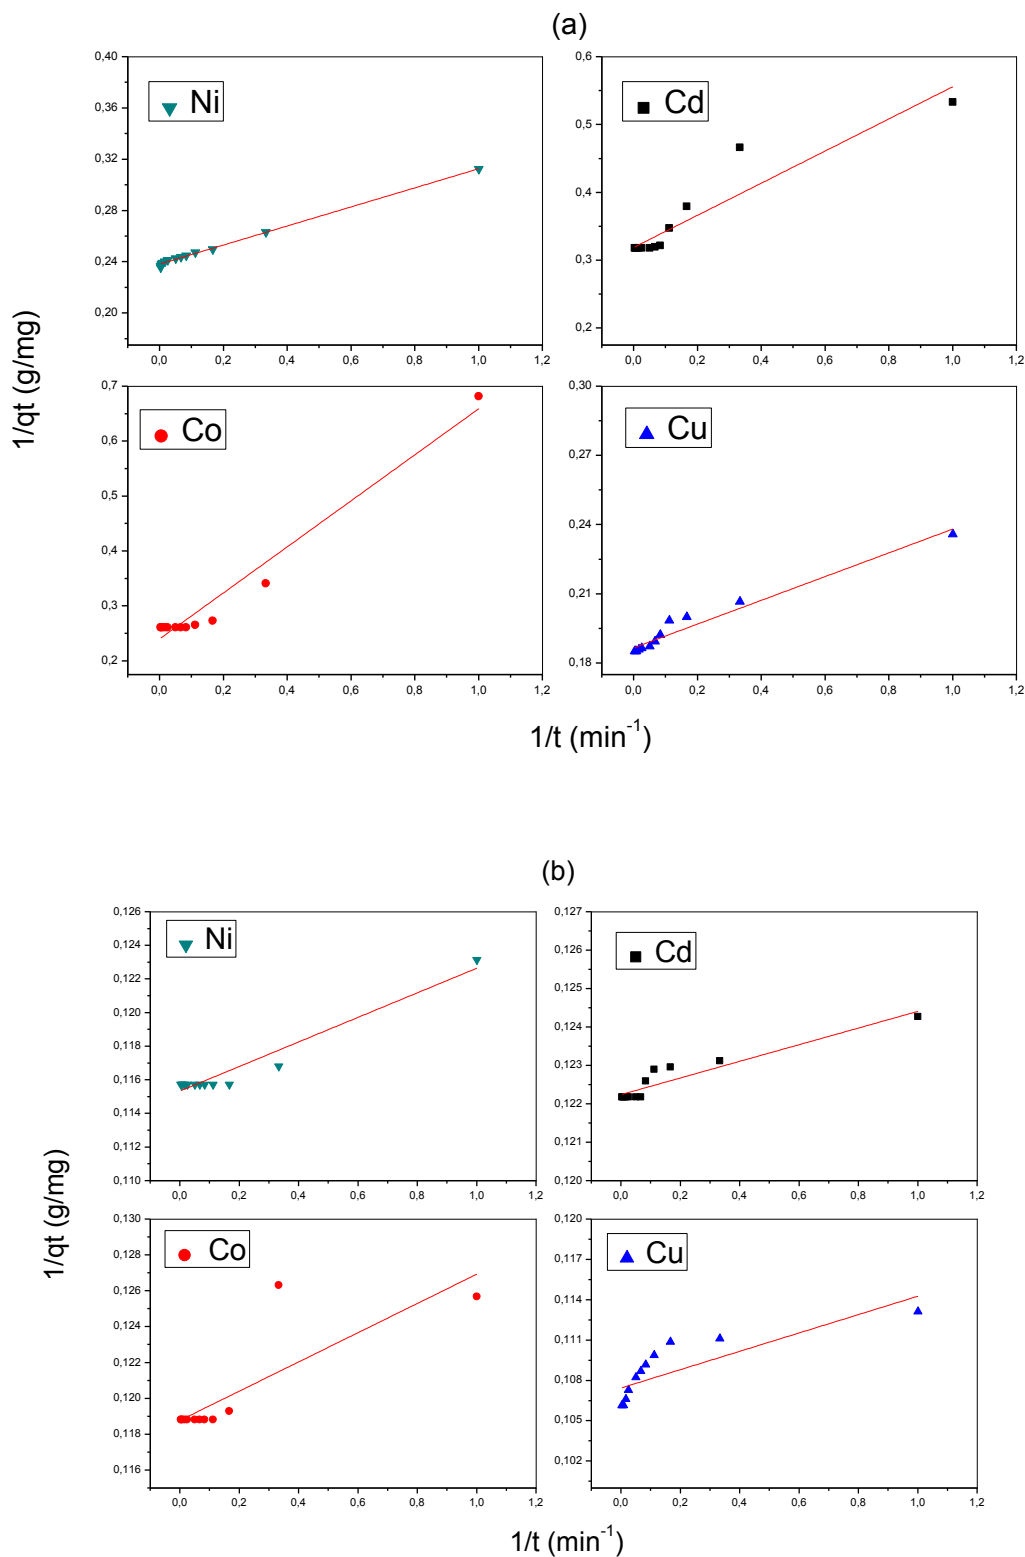 (a)
0,40
0,36
0,32
0,28
0,24
0,20
Ni
0,0 0,2 0,4 0,6 0,8 1,0 1,2
0,6
0,5
0,4
0,3
0,2
Cd
0,0 0,2 0,4 0,6 0,8 1,0 1,2
1/qt (g/mg)
0,7
0,6
0,5
0,4
0,3
0,2
Co
0,0 0,2 0,4 0,6 0,8 1,0 1,2
0,30
0,27
0,24
0,21
0,18
Cu
0,0 0,2 0,4 0,6 0,8 1,0 1,2
1/t (min⁻¹)
(b)
0,126
0,124
0,122
0,120
0,118
0,116
0,114
0,112
0,110
Ni
0,0 0,2 0,4 0,6 0,8 1,0 1,2
0,127
0,126
0,125
0,124
0,123
0,122
0,121
0,120
Cd
0,0 0,2 0,4 0,6 0,8 1,0 1,2
1/qt (g/mg)
0,130
0,128
0,126
0,124
0,122
0,120
0,118
0,116
Co
0,0 0,2 0,4 0,6 0,8 1,0 1,2
0,120
0,117
0,114
0,111
0,108
0,105
0,102
Cu
0,0 0,2 0,4 0,6 0,8 1,0 1,2
1/t (min⁻¹)